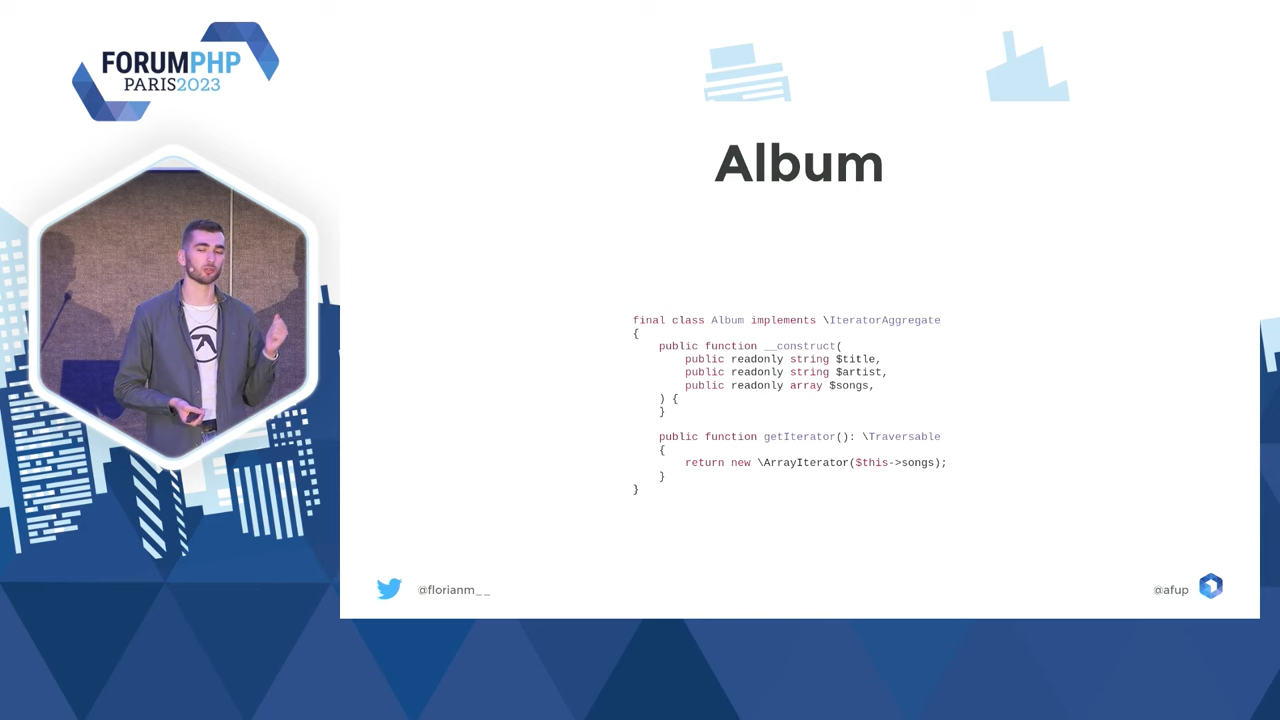 FORUMPHP
PARIS2023
Album
final class Album implements \IteratorAggregate
{
    public function __construct(
        public readonly string $title,
        public readonly string $artist,
        public readonly array $songs,
    ) {
    }
    public function getIterator(): \Traversable
    {
        return new \ArrayIterator($this->songs);
    }
}
@florianm__
@afup